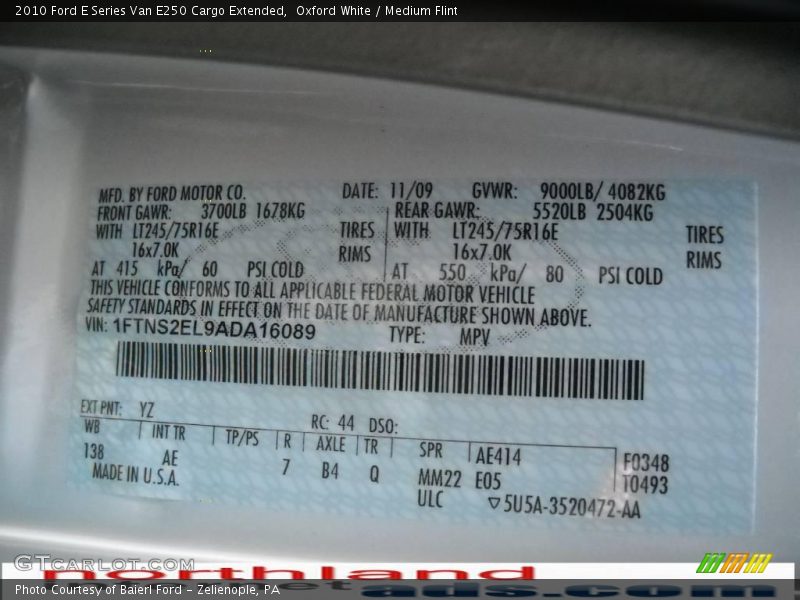 2010 Ford E Series Van E250 Cargo Extended,  Oxford White / Medium Flint
MFD. BY FORD MOTOR CO. DATE: 11/09 GVWR: 9000LB/ 4082KG
FRONT GAWR: 3700LB 1678KG REAR GAWR: 5520LB 2504KG
WITH LT245/75R16E TIRES WITH LT245/75R16E TIRES
16x7.0K RIMS 16x7.0K RIMS
AT 415 kPa/ 60 PSI COLD AT 550 kPa/ 80 PSI COLD
THIS VEHICLE CONFORMS TO ALL APPLICABLE FEDERAL MOTOR VEHICLE
SAFETY STANDARDS IN EFFECT ON THE DATE OF MANUFACTURE SHOWN ABOVE.
VIN: 1FTNS2EL9ADA16089 TYPE: MPV
EXT PNT: YZ RC: 44 DSO:
WB INT TR TP/PS R AXLE TR SPR AE414 F0348
138 AE 7 B4 Q MM22 E05 T0493
MADE IN U.S.A. ULC ▽5U5A-3520472-AA
GTcarlot.com
northland
ads.com
Photo Courtesy of Baierl Ford - Zelienople, PA